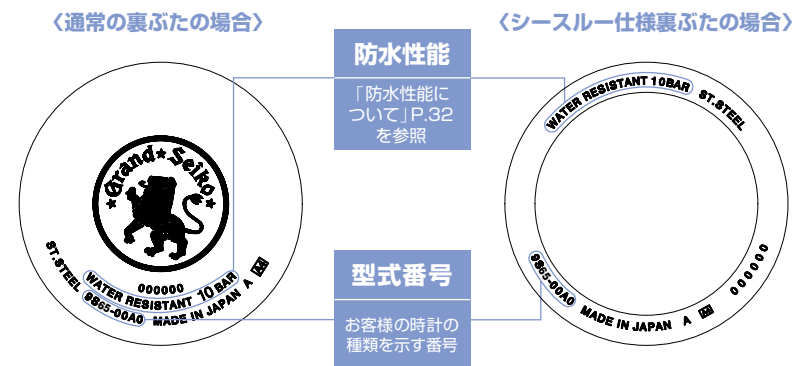 〈通常の裏ぶたの場合〉
〈シースルー仕様裏ぶたの場合〉
防水性能
「防水性能に
ついて」P.32
を参照
型式番号
お客様の時計の
種類を示す番号
★Grand★Seiko★
000000
ST.STEEL WATER RESISTANT 10 BAR
9S65-00A0 MADE IN JAPAN A
WATER RESISTANT 10BAR ST.STEEL
9S65-00A0 MADE IN JAPAN A
000000